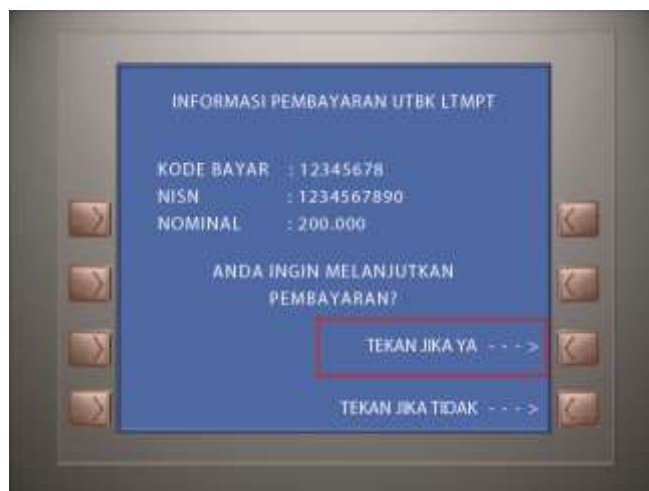 INFORMASI PEMBAYARAN UTBK LTMPT
KODE BAYAR : 12345678
NISN : 1234567890
NOMINAL : 200.000
ANDA INGIN MELANJUTKAN
PEMBAYARAN?
TEKAN JIKA YA - - - >
TEKAN JIKA TIDAK - - - >